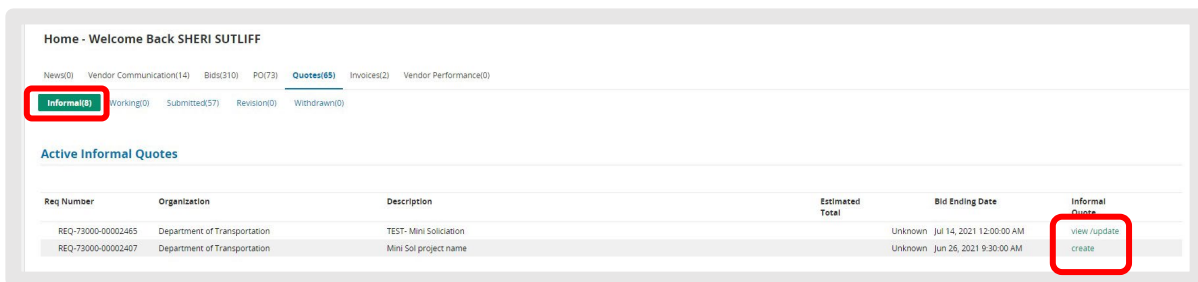 Home - Welcome Back SHERI SUTLIFF
News(0) Vendor Communication(14) Bids(310) PO(73) Quotes(65) Invoices(2) Vendor Performance(0)
Informal(8) Working(0) Submitted(57) Revision(0) Withdrawn(0)
Active Informal Quotes
Req Number Organization Description Estimated Total Bid Ending Date Informal Quote
REQ-73000-00002465 Department of Transportation TEST- Mini Soliciation Unknown Jul 14, 2021 12:00:00 AM view /update
REQ-73000-00002407 Department of Transportation Mini Sol project name Unknown Jun 26, 2021 9:30:00 AM create